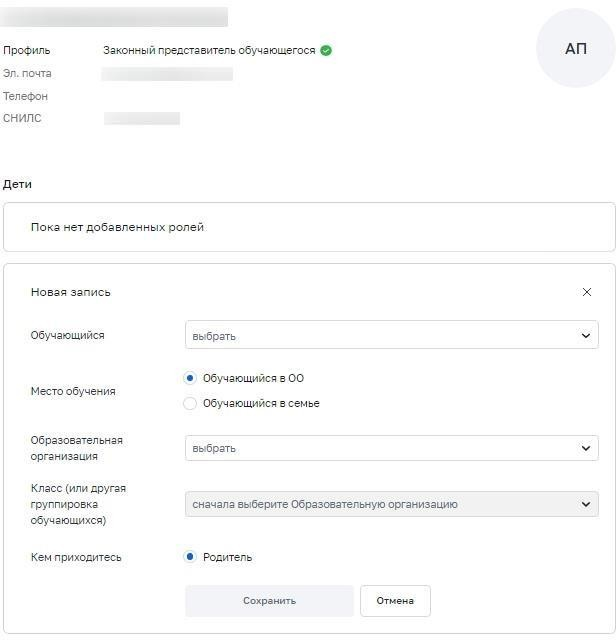 АП
Профиль Законный представитель обучающегося
Эл. почта
Телефон
СНИЛС
Дети
Пока нет добавленных ролей
Новая запись
Обучающийся выбрать
Место обучения
Обучающийся в ОО
Обучающийся в семье
Образовательная
организация
выбрать
Класс (или другая
группировка
обучающихся)
сначала выберите Образовательную организацию
Кем приходитесь Родитель
Сохранить Отмена